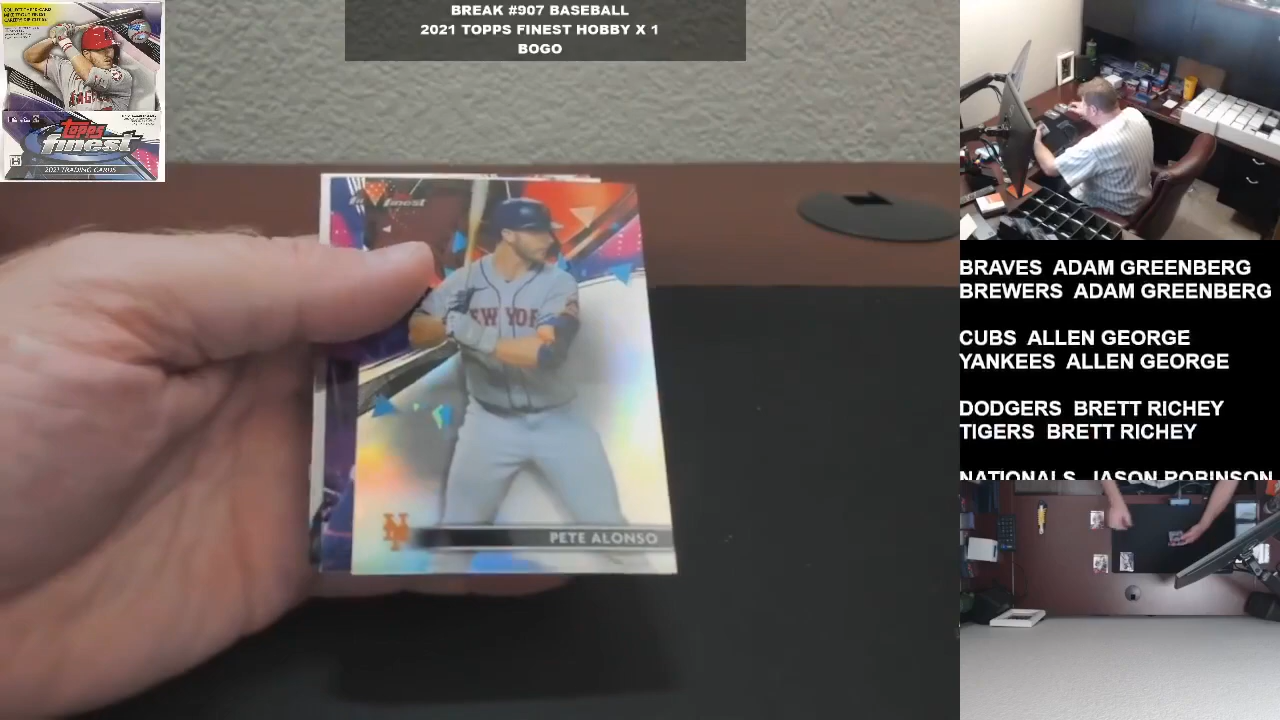 BREAK #907 BASEBALL
2021 TOPPS FINEST HOBBY X 1
BOGO
topps
finest
2021 TRADING CARDS
finest
NEW YORK
PETE ALONSO
BRAVES ADAM GREENBERG
BREWERS ADAM GREENBERG
CUBS ALLEN GEORGE
YANKEES ALLEN GEORGE
DODGERS BRETT RICHEY
TIGERS BRETT RICHEY
NATIONALS JASON ROBINSON